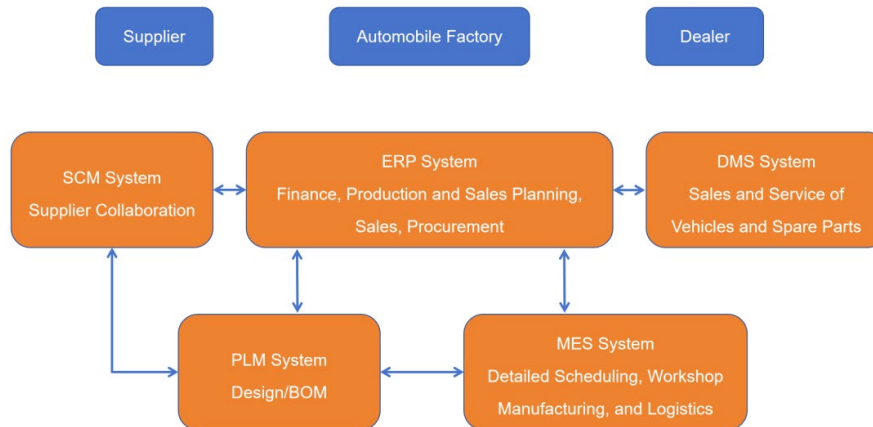 Supplier
Automobile Factory
Dealer
SCM System
Supplier Collaboration
ERP System
Finance, Production and Sales Planning,
Sales, Procurement
DMS System
Sales and Service of
Vehicles and Spare Parts
PLM System
Design/BOM
MES System
Detailed Scheduling, Workshop
Manufacturing, and Logistics